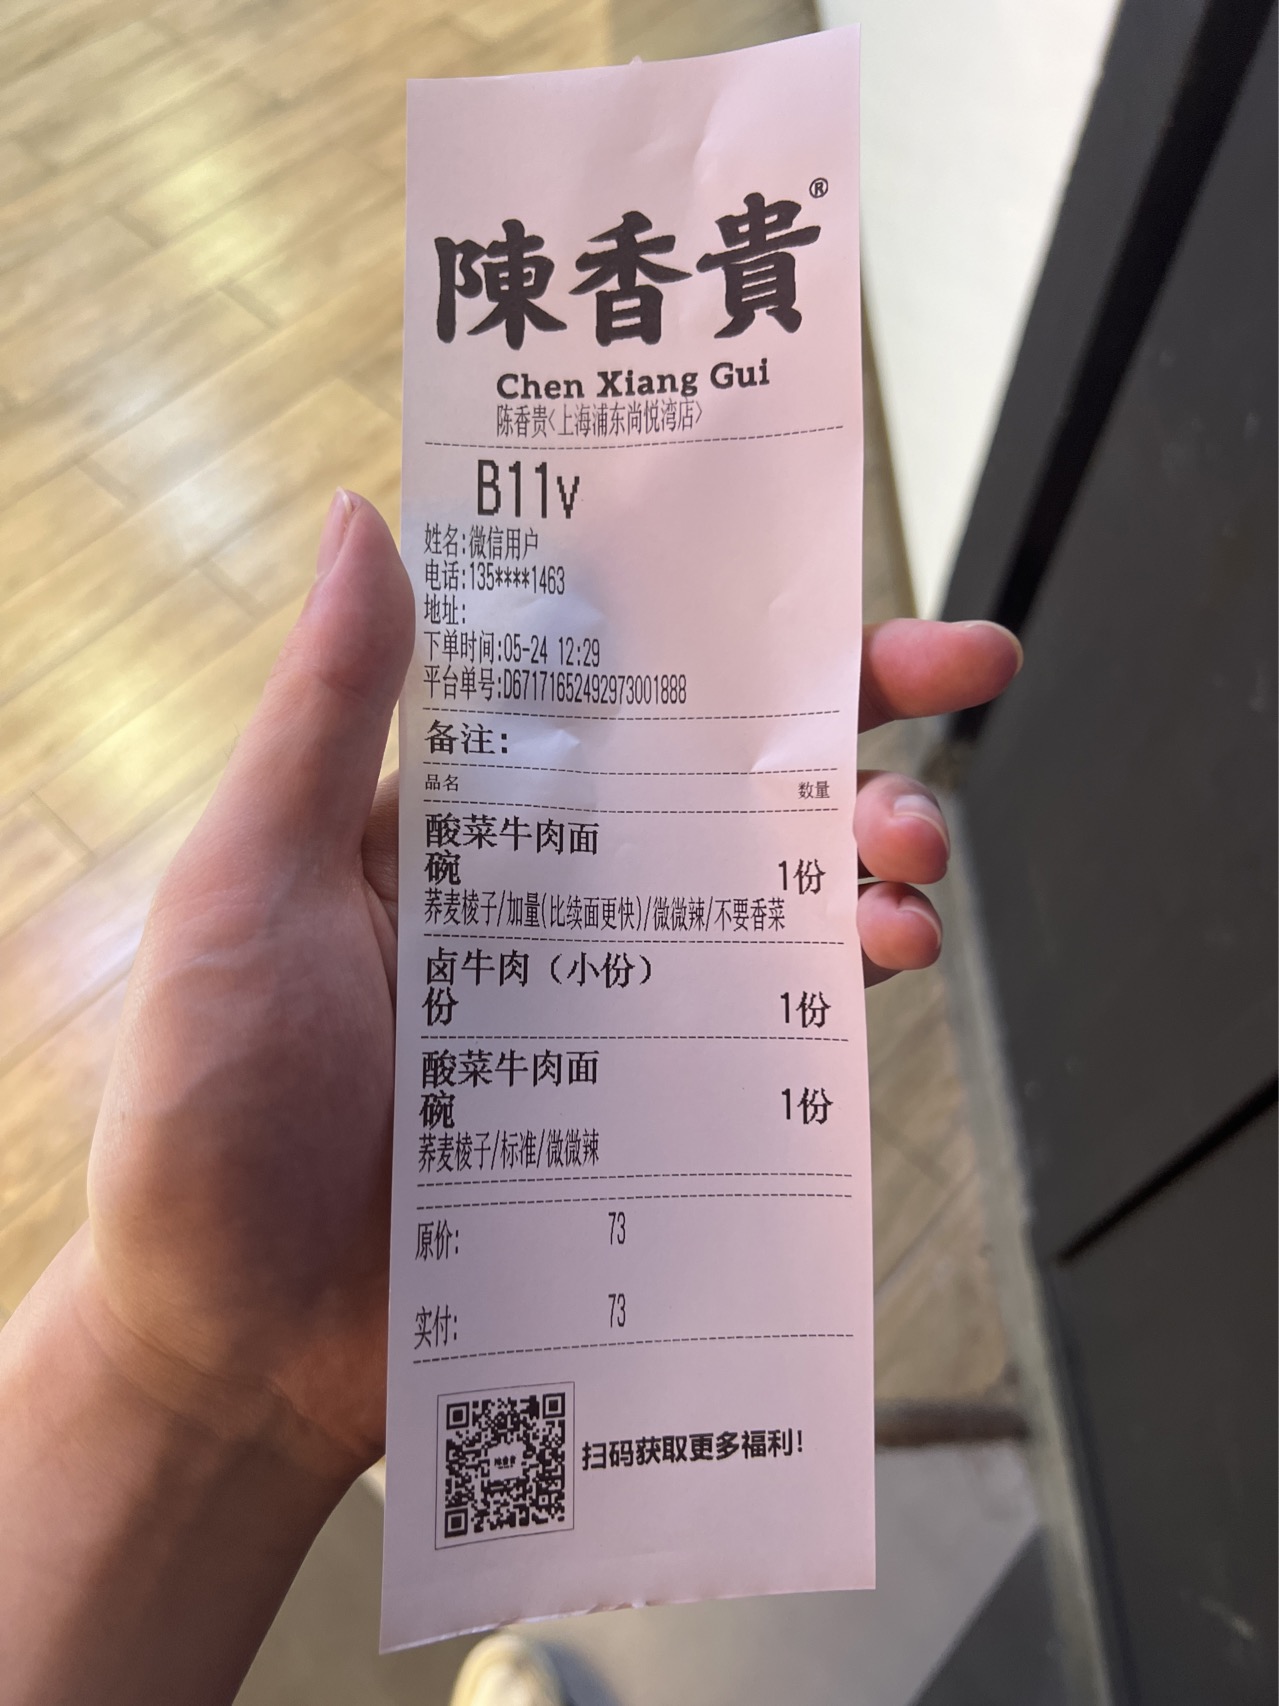 陳香貴®
Chen Xiang Gui
陈香贵<上海浦东尚悦湾店>
B11v
姓名:微信用户
电话:135****1463
地址:
下单时间:05-24 12:29
平台单号:D67171652492973001888
备注:
品名 数量
酸菜牛肉面
碗 1份
荞麦棱子/加量(比续面更快)/微微辣/不要香菜
卤牛肉（小份）
份 1份
酸菜牛肉面
碗 1份
荞麦棱子/标准/微微辣
原价: 73
实付: 73
陳香貴
扫码获取更多福利!